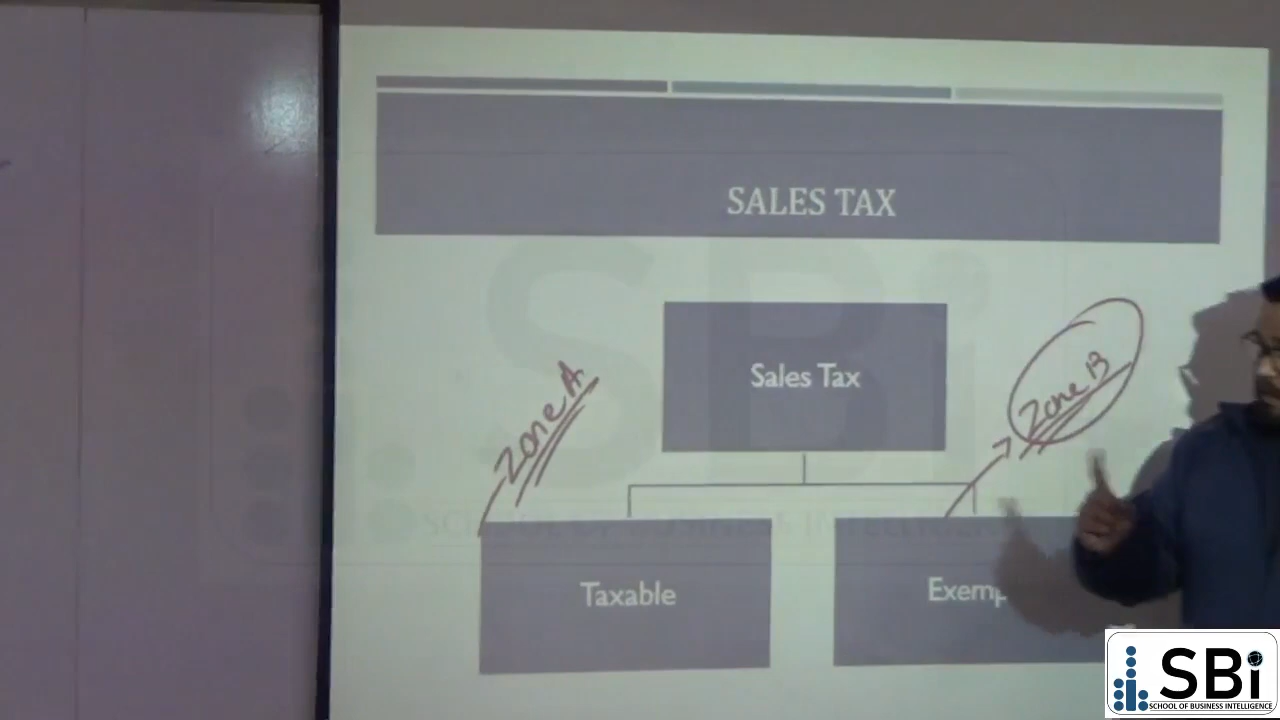 SALES TAX
Sales Tax
Zone A
Zone B
Taxable
Exemp
SBi
SCHOOL OF BUSINESS INTELLIGENCE